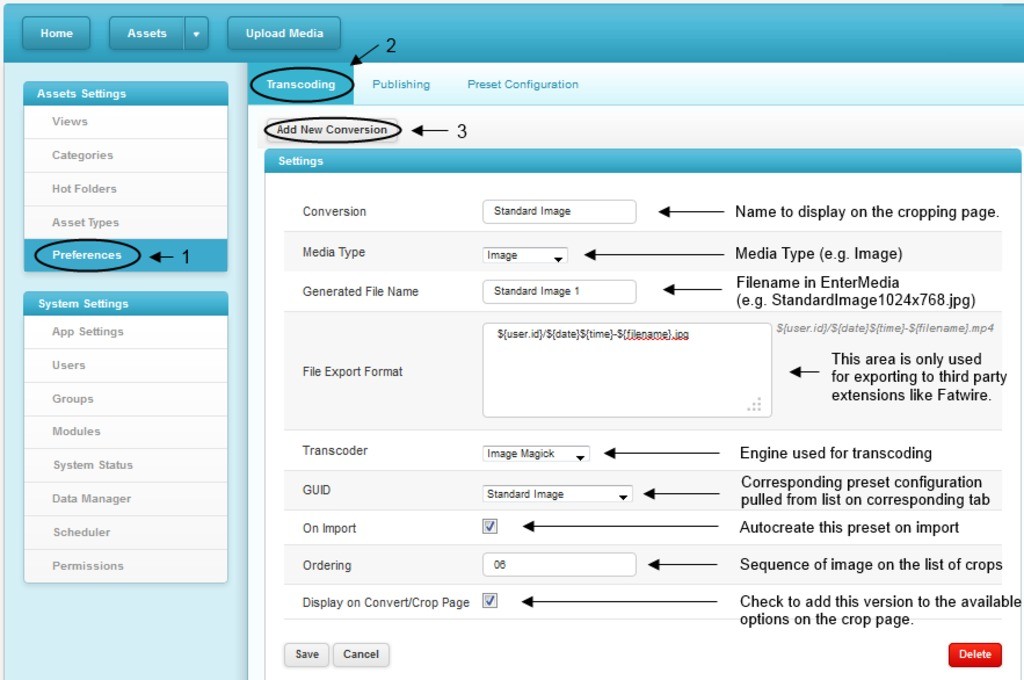 Home
Assets
Upload Media
2
Assets Settings
Views
Categories
Hot Folders
Asset Types
Preferences
1
System Settings
App Settings
Users
Groups
Modules
System Status
Data Manager
Scheduler
Permissions
Transcoding
Publishing
Preset Configuration
Add New Conversion
3
Settings
Conversion
Standard Image
Name to display on the cropping page.
Media Type
Image
Media Type (e.g. Image)
Generated File Name
Standard Image 1
Filename in EnterMedia
(e.g. StandardImage1024x768.jpg)
File Export Format
${user.id}/${date}${time}-${filename}.jpg
${user.id}/${date}${time}-${filename}.mp4
This area is only used
for exporting to third party
extensions like Fatwire.
Transcoder
Image Magick
Engine used for transcoding
GUID
Standard Image
Corresponding preset configuration
pulled from list on corresponding tab
On Import
Autocreate this preset on import
Ordering
06
Sequence of image on the list of crops
Display on Convert/Crop Page
Check to add this version to the available
options on the crop page.
Save
Cancel
Delete